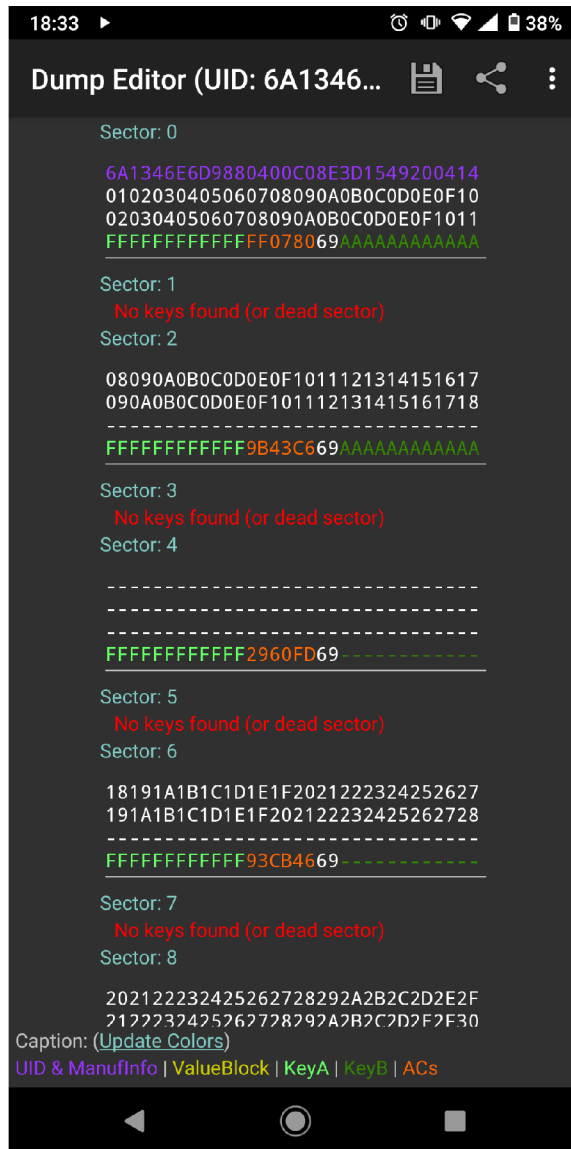 18:33 38%
Dump Editor (UID: 6A1346...
Sector: 0
6A1346E6D9880400C08E3D1549200414
0102030405060708090A0B0C0D0E0F10
02030405060708090A0B0C0D0E0F1011
FFFFFFFFFFFFFF078069AAAAAAAAAAAA
Sector: 1
No keys found (or dead sector)
Sector: 2
08090A0B0C0D0E0F1011121314151617
090A0B0C0D0E0F101112131415161718
--------------------------------
FFFFFFFFFFFF9B43C669AAAAAAAAAAAA
Sector: 3
No keys found (or dead sector)
Sector: 4
--------------------------------
--------------------------------
--------------------------------
FFFFFFFFFFFF2960FD69------------
Sector: 5
No keys found (or dead sector)
Sector: 6
18191A1B1C1D1E1F2021222324252627
191A1B1C1D1E1F202122232425262728
--------------------------------
FFFFFFFFFFFF93CB4669------------
Sector: 7
No keys found (or dead sector)
Sector: 8
202122232425262728292A2B2C2D2E2F
2122232425262728292A2B2C2D2E2F30
Caption: (Update Colors)
UID & ManufInfo | ValueBlock | KeyA | KeyB | ACs